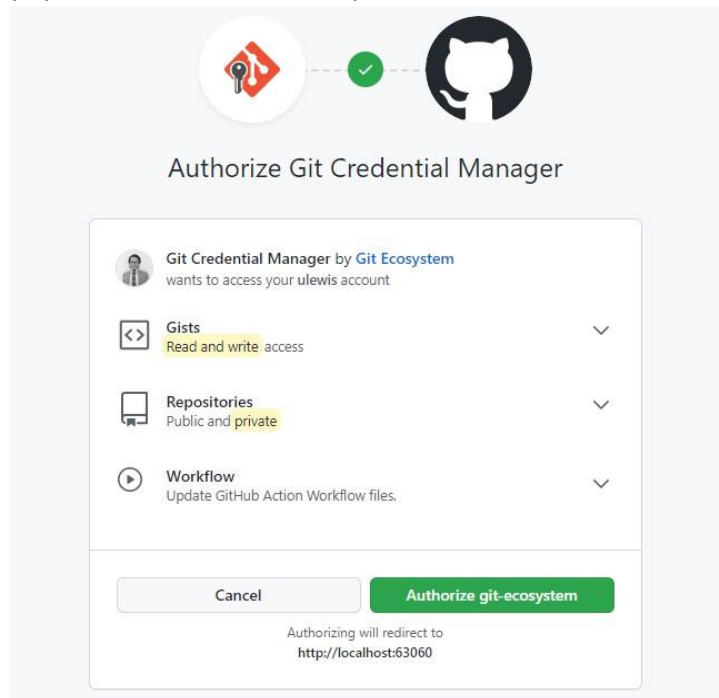 Authorize Git Credential Manager
Git Credential Manager by Git Ecosystem
wants to access your ulewis account
Gists
Read and write access
Repositories
Public and private
Workflow
Update GitHub Action Workflow files.
Cancel
Authorize git-ecosystem
Authorizing will redirect to
http://localhost:63060